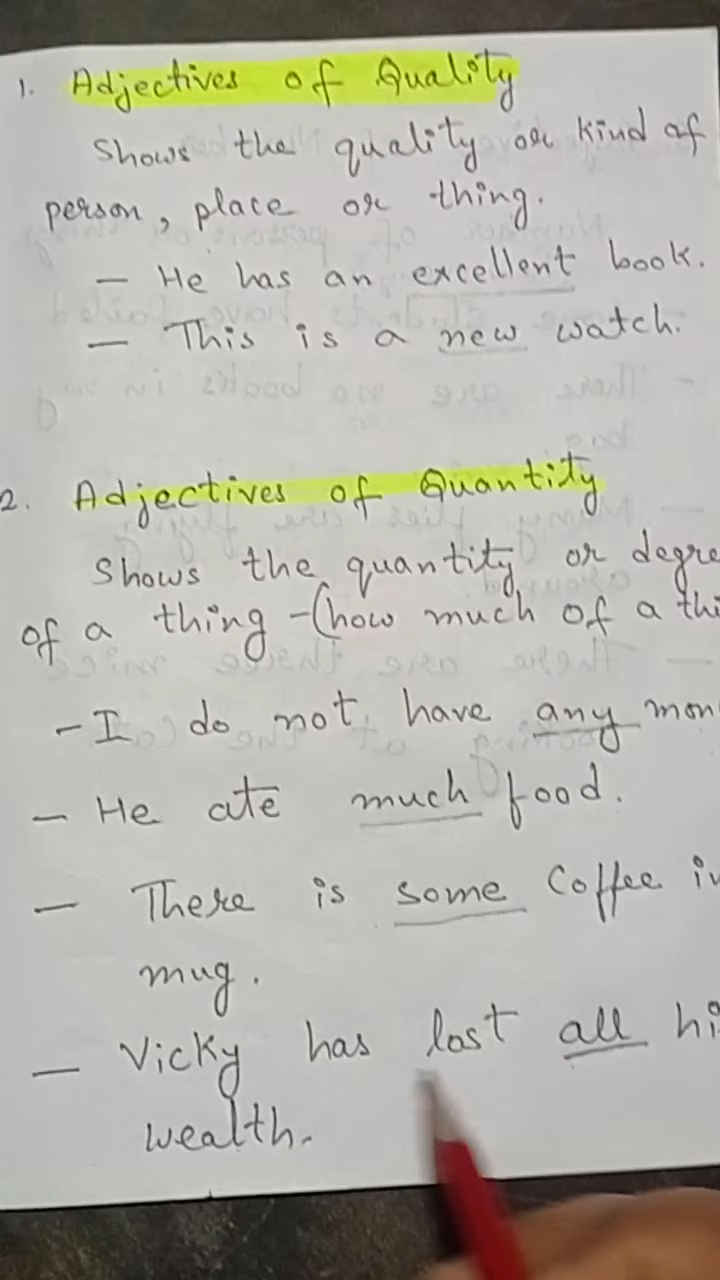 1. Adjectives of Quality
Shows the quality or kind of
person, place or thing.
— He has an excellent book.
— This is a new watch.
2. Adjectives of Quantity
Shows the quantity or degre
of a thing - (how much of a thi
- I do not have any mon
— He ate much food.
— There is some Coffee in
mug.
— Vicky has lost all hi
wealth.